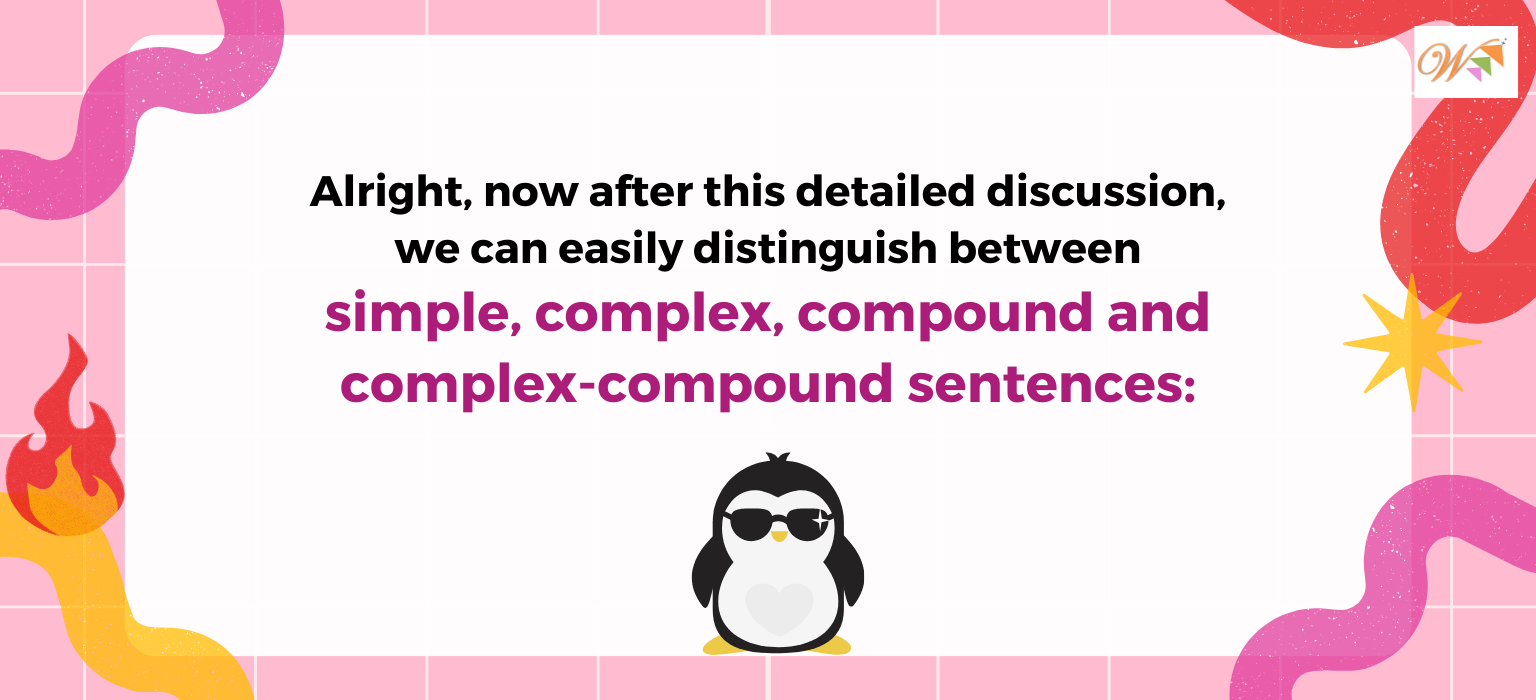 Alright, now after this detailed discussion,
we can easily distinguish between
simple, complex, compound and
complex-compound sentences:
W